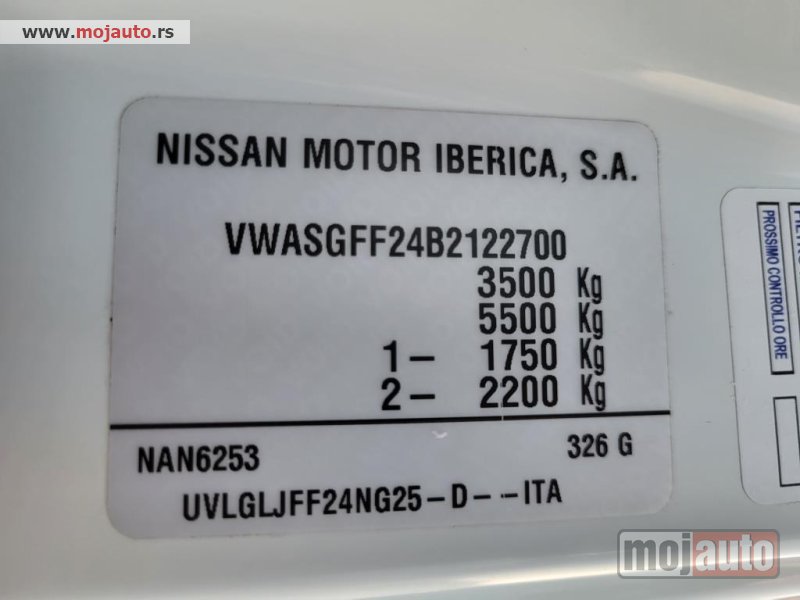 www.mojauto.rs
NISSAN MOTOR IBERICA, S.A.
VWASGFF24B2122700
3500 Kg
5500 Kg
1- 1750 Kg
2- 2200 Kg
NAN6253 326 G
UVLGLJFF24NG25-D--ITA
PROSSIMO CONTROLLO ORE
mojauto